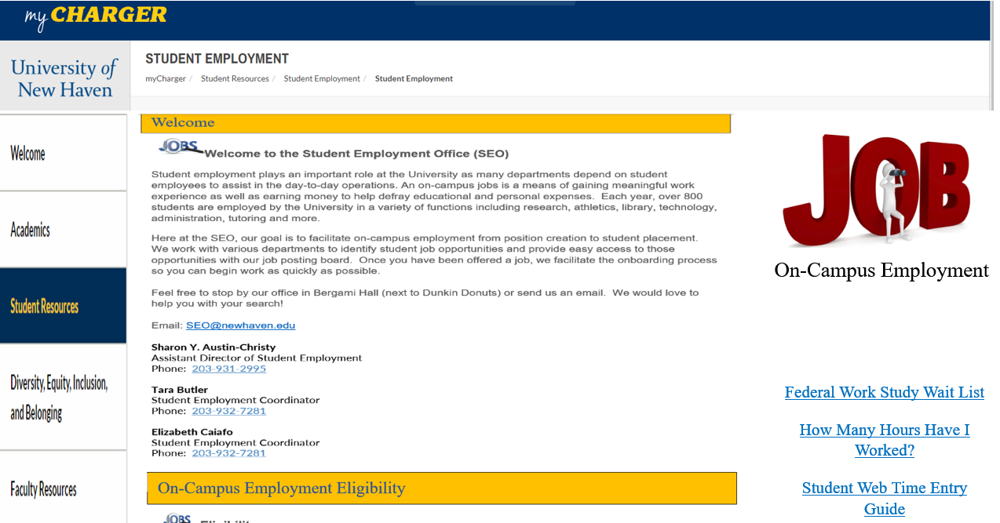 my CHARGER
University of
New Haven
STUDENT EMPLOYMENT
myCharger / Student Resources / Student Employment / Student Employment
Welcome
Academics
Student Resources
Diversity, Equity, Inclusion,
and Belonging
Faculty Resources
Welcome
JOBS Welcome to the Student Employment Office (SEO)
Student employment plays an important role at the University as many departments depend on student
employees to assist in the day-to-day operations. An on-campus jobs is a means of gaining meaningful work
experience as well as earning money to help defray educational and personal expenses. Each year, over 800
students are employed by the University in a variety of functions including research, athletics, library, technology,
administration, tutoring and more.
Here at the SEO, our goal is to facilitate on-campus employment from position creation to student placement.
We work with various departments to identify student job opportunities and provide easy access to those
opportunities with our job posting board. Once you have been offered a job, we facilitate the onboarding process
so you can begin work as quickly as possible.
Feel free to stop by our office in Bergami Hall (next to Dunkin Donuts) or send us an email. We would love to
help you with your search!
Email: SEO@newhaven.edu
Sharon Y. Austin-Christy
Assistant Director of Student Employment
Phone: 203-931-2995
Tara Butler
Student Employment Coordinator
Phone: 203-932-7281
Elizabeth Caiafo
Student Employment Coordinator
Phone: 203-932-7281
On-Campus Employment Eligibility
JOBS Eligibility
JOB
On-Campus Employment
Federal Work Study Wait List
How Many Hours Have I
Worked?
Student Web Time Entry
Guide